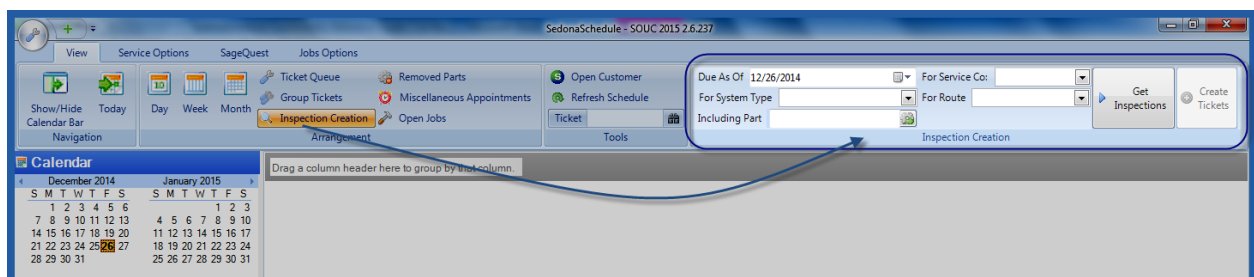 SedonaSchedule - SOUC 2015 2.6.237
View Service Options SageQuest Jobs Options
Show/Hide
Calendar Bar
Today
Navigation
10
Day Week Month
Ticket Queue
Group Tickets
Inspection Creation
Removed Parts
Miscellaneous Appointments
Open Jobs
Arrangement
Open Customer
Refresh Schedule
Ticket
Tools
Due As Of 12/26/2014
For System Type
Including Part
For Service Co:
For Route
Get
Inspections
Create
Tickets
Inspection Creation
Calendar
December 2014
S M T W T F S
1 2 3 4 5 6
7 8 9 10 11 12 13
14 15 16 17 18 19 20
21 22 23 24 25 26 27
28 29 30 31
January 2015
S M T W T F S
1 2 3
4 5 6 7 8 9 10
11 12 13 14 15 16 17
18 19 20 21 22 23 24
25 26 27 28 29 30 31
Drag a column header here to group by that column.